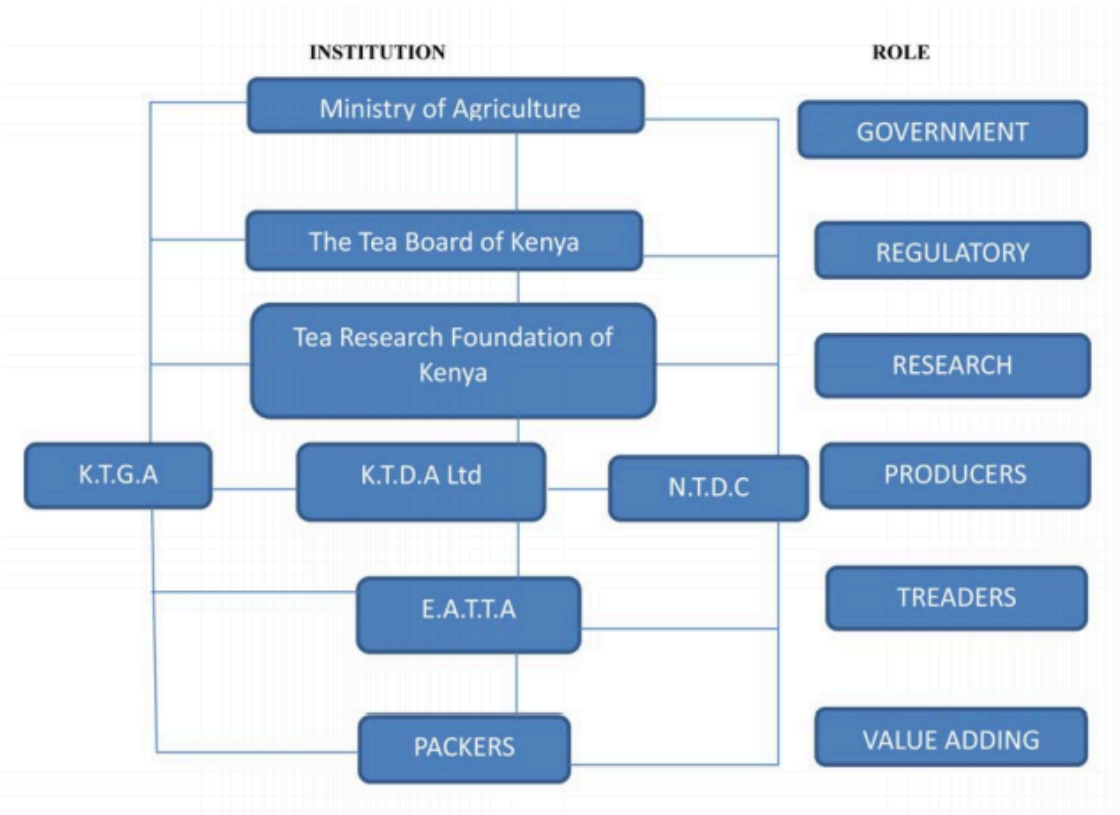 INSTITUTION
ROLE
Ministry of Agriculture
GOVERNMENT
The Tea Board of Kenya
REGULATORY
Tea Research Foundation of
Kenya
RESEARCH
K.T.G.A
K.T.D.A Ltd
N.T.D.C
PRODUCERS
E.A.T.T.A
TREADERS
PACKERS
VALUE ADDING